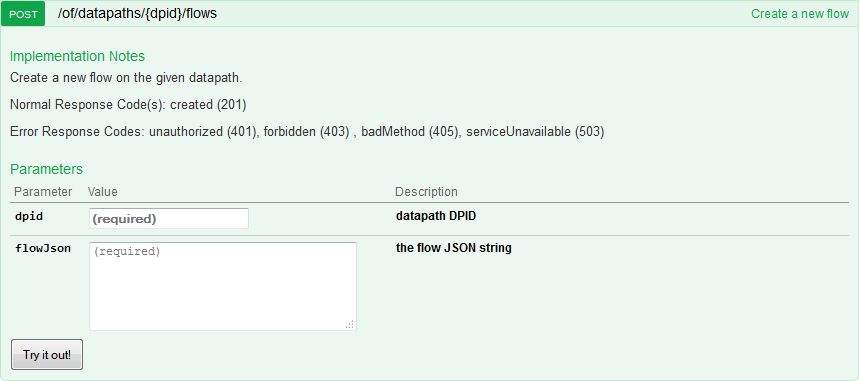 POST /of/datapaths/{dpid}/flows Create a new flow
Implementation Notes
Create a new flow on the given datapath.
Normal Response Code(s): created (201)
Error Response Codes: unauthorized (401), forbidden (403) , badMethod (405), serviceUnavailable (503)
Parameters
Parameter Value Description
dpid (required) datapath DPID
flowJson (required) the flow JSON string
Try it out!